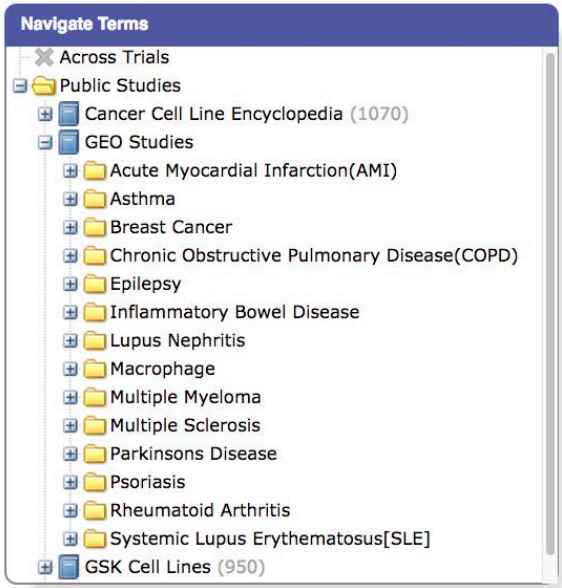 Navigate Terms
Across Trials
Public Studies
Cancer Cell Line Encyclopedia (1070)
GEO Studies
Acute Myocardial Infarction(AMI)
Asthma
Breast Cancer
Chronic Obstructive Pulmonary Disease(COPD)
Epilepsy
Inflammatory Bowel Disease
Lupus Nephritis
Macrophage
Multiple Myeloma
Multiple Sclerosis
Parkinsons Disease
Psoriasis
Rheumatoid Arthritis
Systemic Lupus Erythematosus[SLE]
GSK Cell Lines (950)